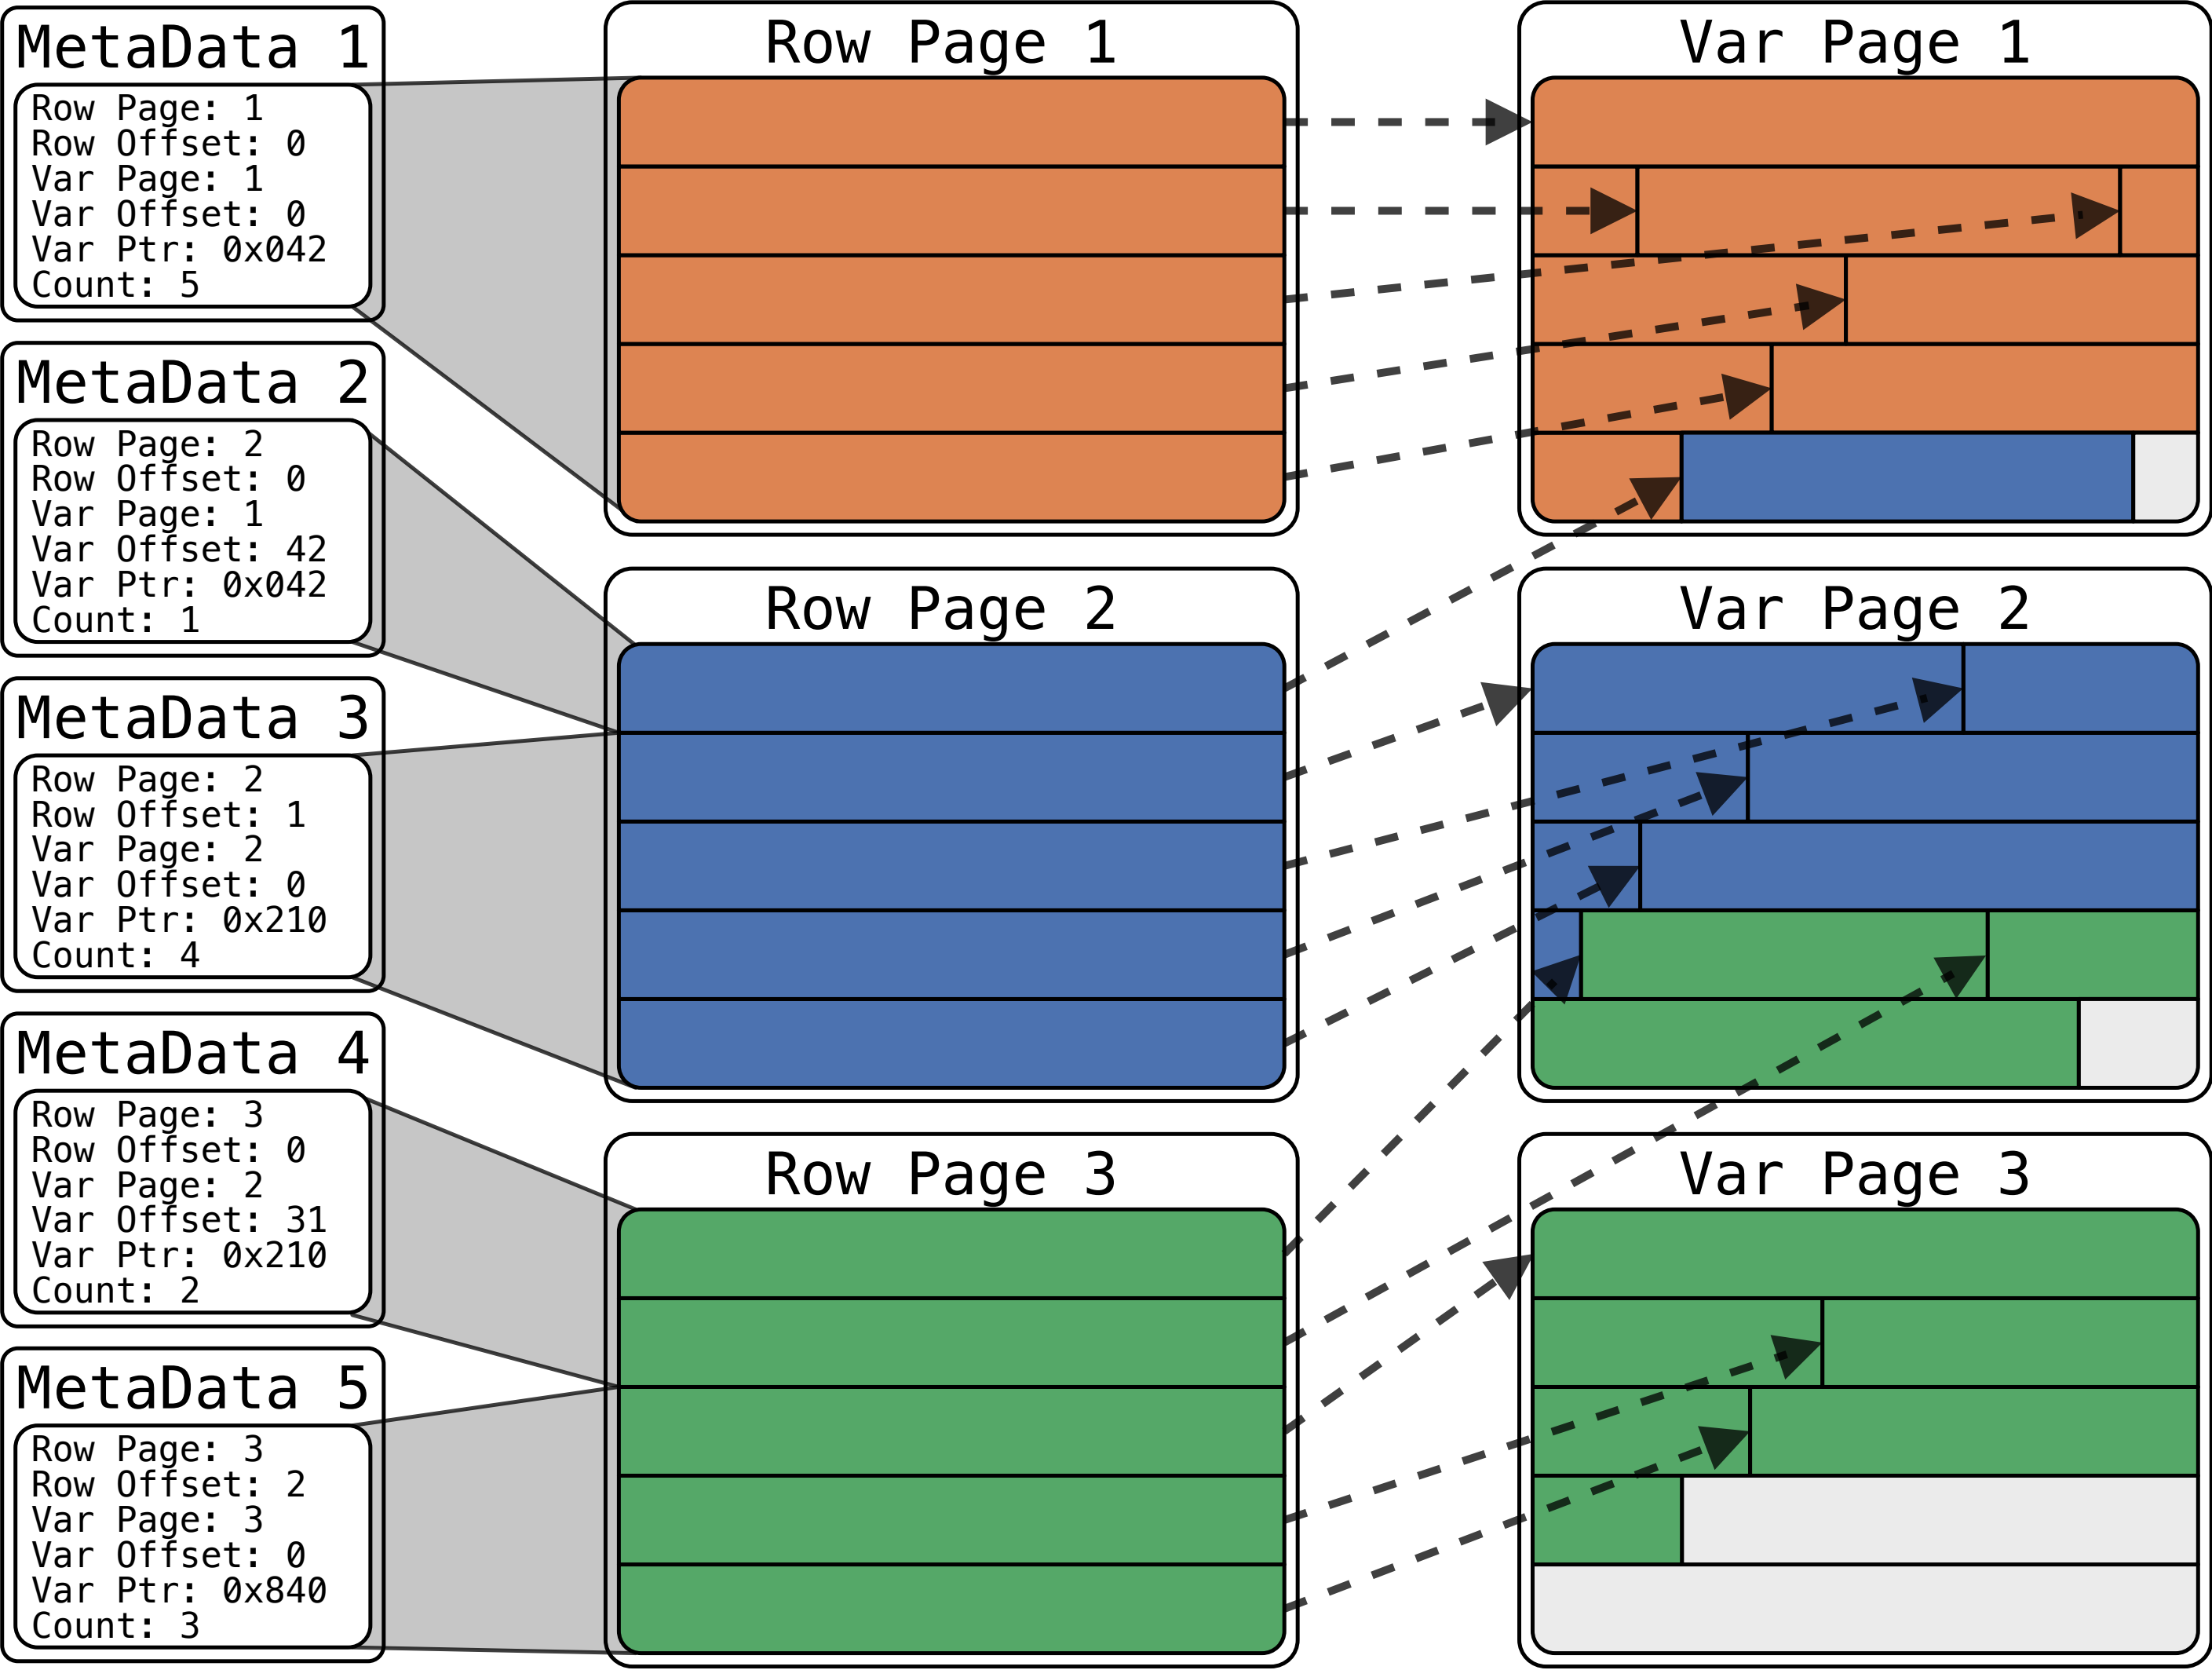 MetaData 1
Row Page: 1
Row Offset: 0
Var Page: 1
Var Offset: 0
Var Ptr: 0x042
Count: 5
MetaData 2
Row Page: 2
Row Offset: 0
Var Page: 1
Var Offset: 42
Var Ptr: 0x042
Count: 1
MetaData 3
Row Page: 2
Row Offset: 1
Var Page: 2
Var Offset: 0
Var Ptr: 0x210
Count: 4
MetaData 4
Row Page: 3
Row Offset: 0
Var Page: 2
Var Offset: 31
Var Ptr: 0x210
Count: 2
MetaData 5
Row Page: 3
Row Offset: 2
Var Page: 3
Var Offset: 0
Var Ptr: 0x840
Count: 3
Row Page 1
Row Page 2
Row Page 3
Var Page 1
Var Page 2
Var Page 3